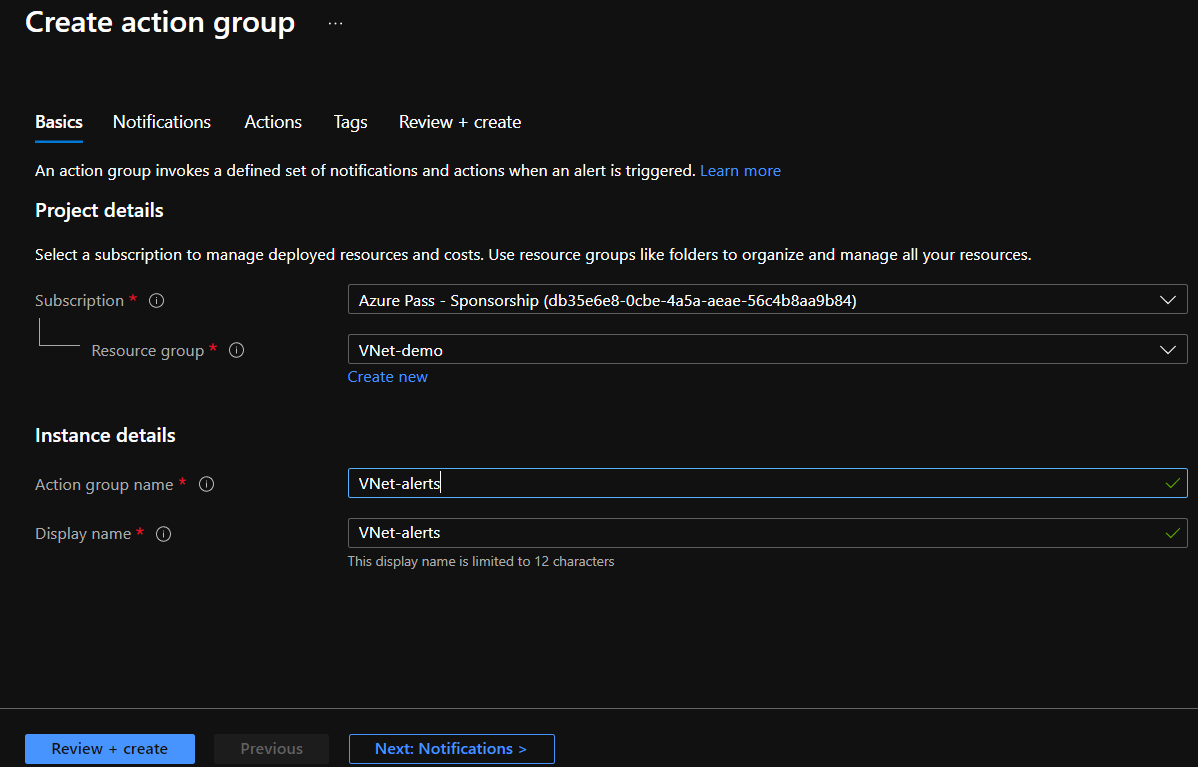 Create action group ...
Basics Notifications Actions Tags Review + create
An action group invokes a defined set of notifications and actions when an alert is triggered. Learn more
Project details
Select a subscription to manage deployed resources and costs. Use resource groups like folders to organize and manage all your resources.
Subscription * Azure Pass - Sponsorship (db35e6e8-0cbe-4a5a-aeae-56c4b8aa9b84)
Resource group * VNet-demo
Create new
Instance details
Action group name * VNet-alerts
Display name * VNet-alerts
This display name is limited to 12 characters
Review + create Previous Next: Notifications >